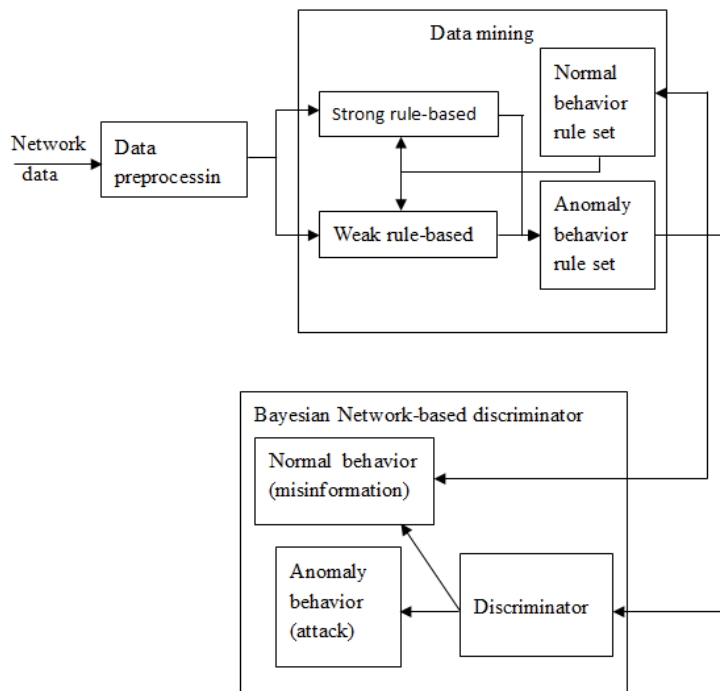 Data mining
Normal
behavior
rule set
Strong rule-based
Network
data
Data
preprocessin
Weak rule-based
Anomaly
behavior
rule set
Bayesian Network-based discriminator
Normal behavior
(misinformation)
Anomaly
behavior
(attack)
Discriminator